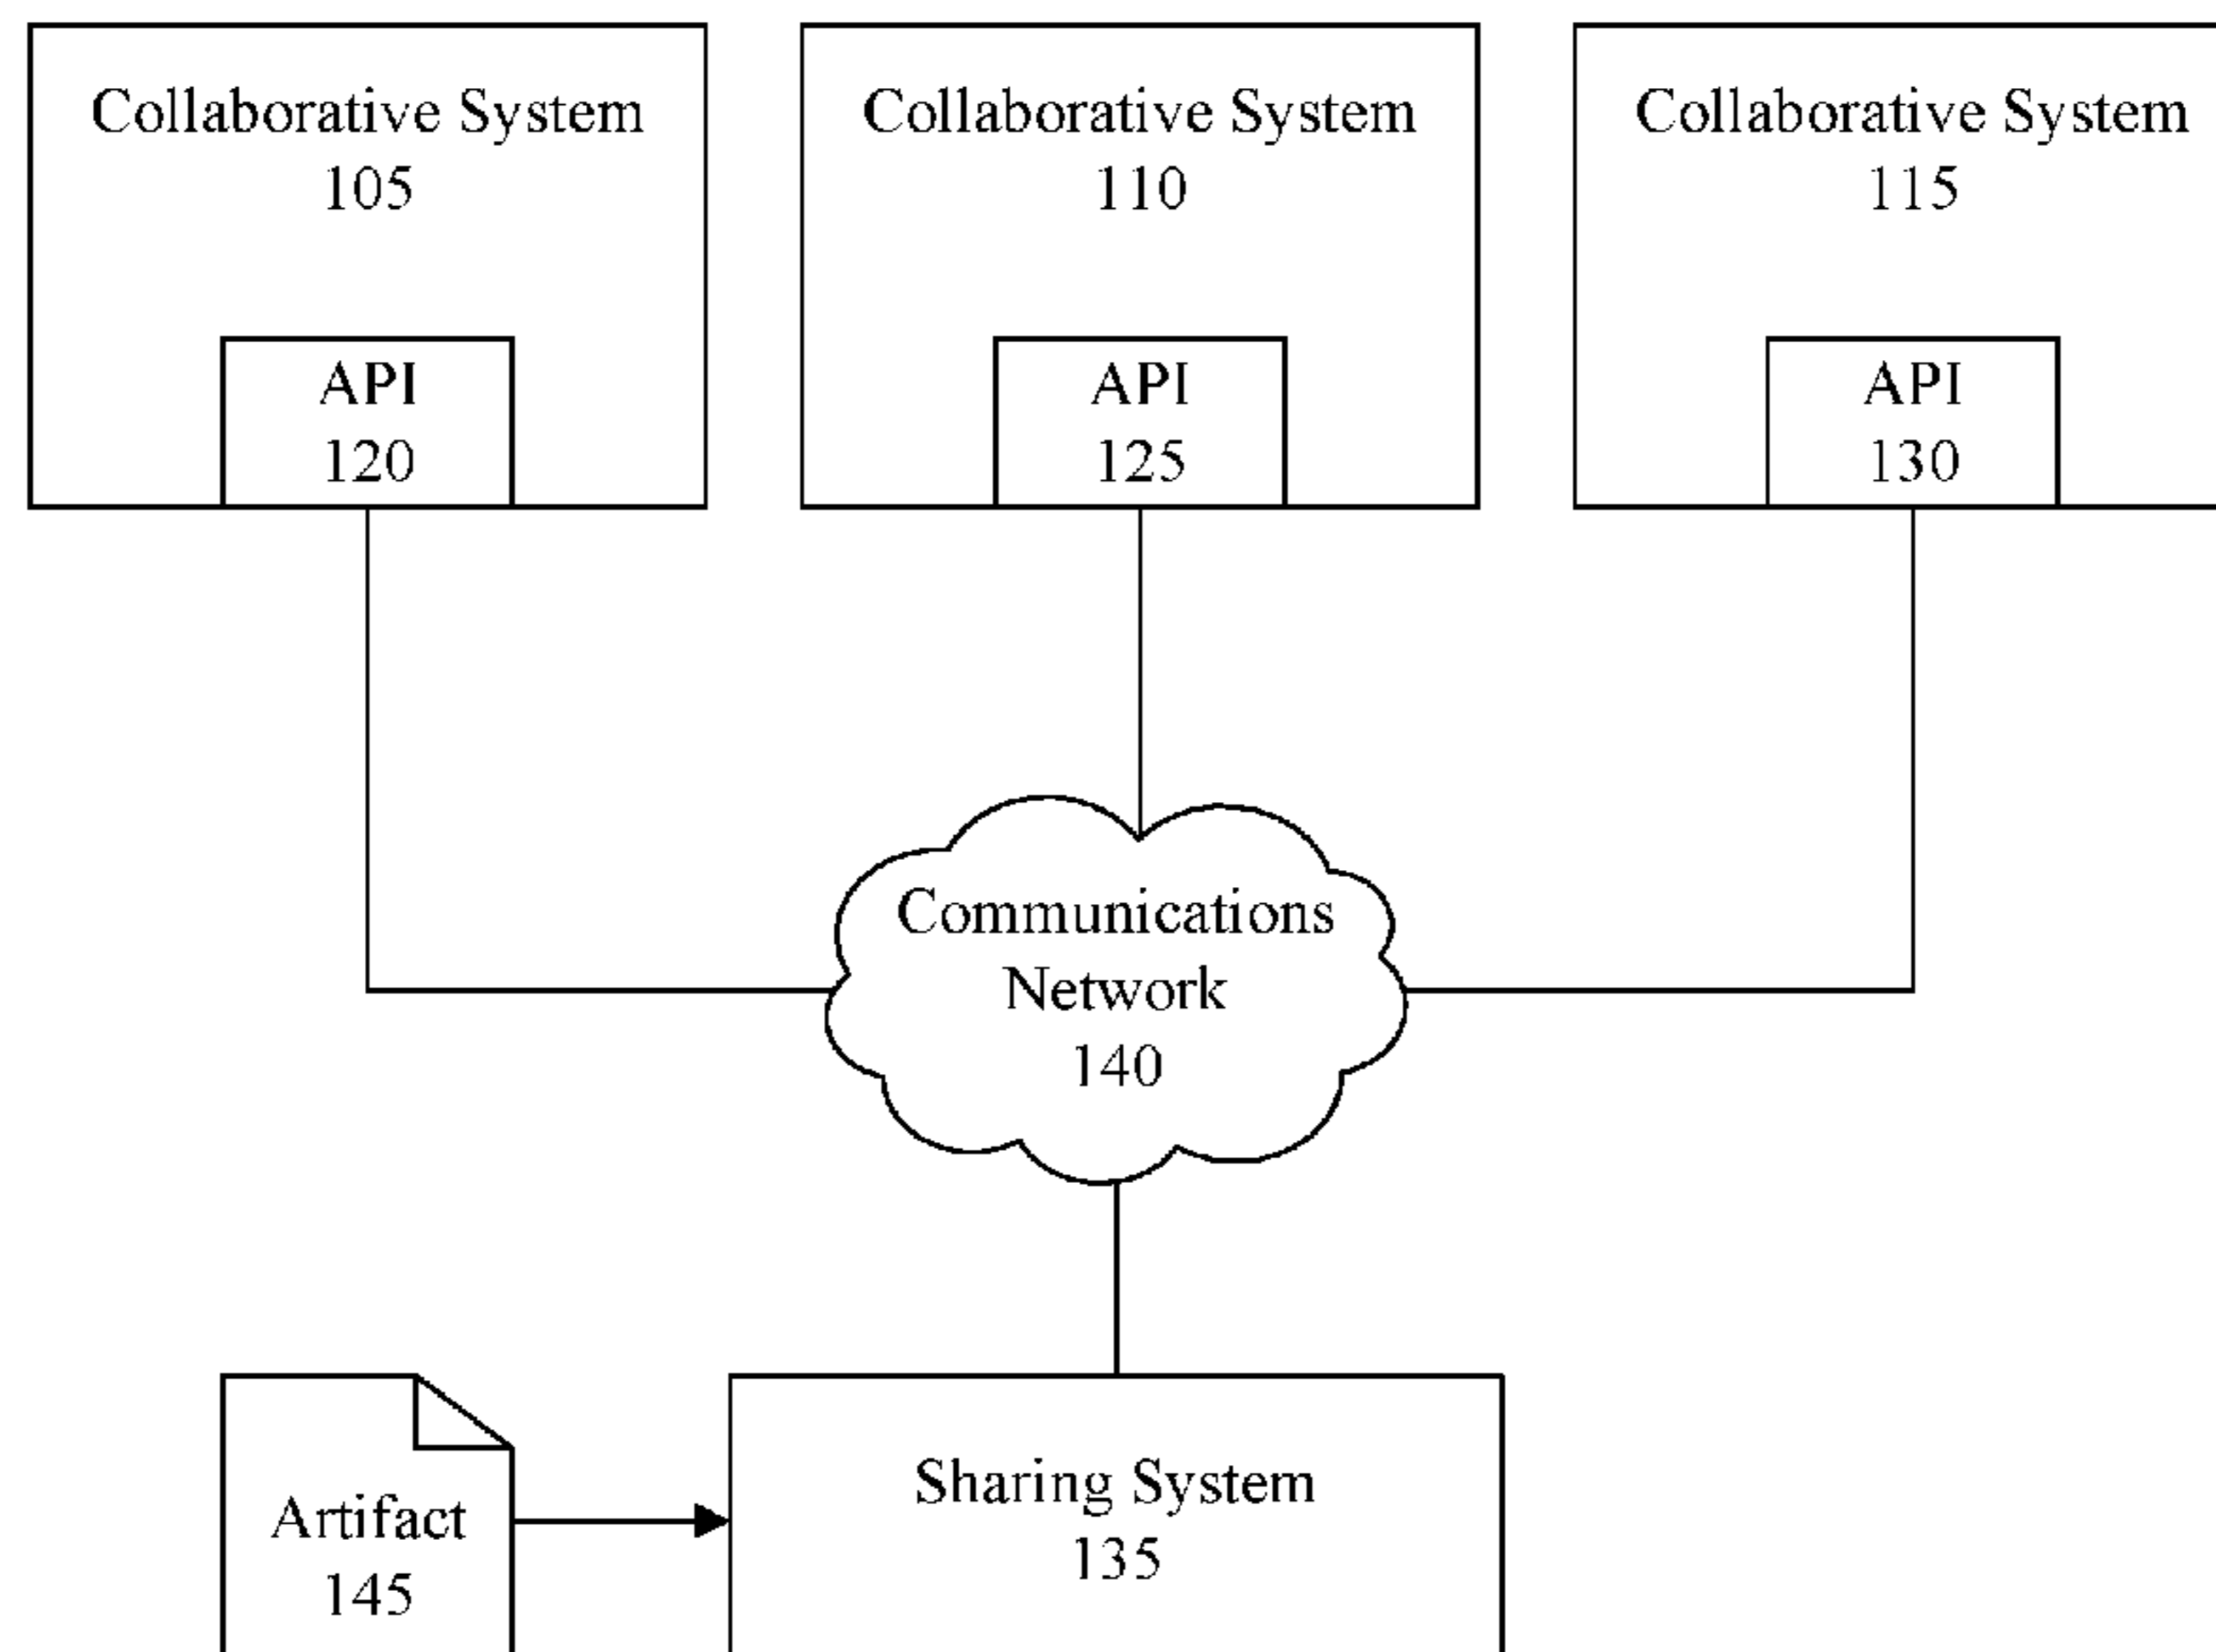 Collaborative System
105
Collaborative System
110
Collaborative System
115
API
120
API
125
API
130
Communications
Network
140
Artifact
145
Sharing System
135